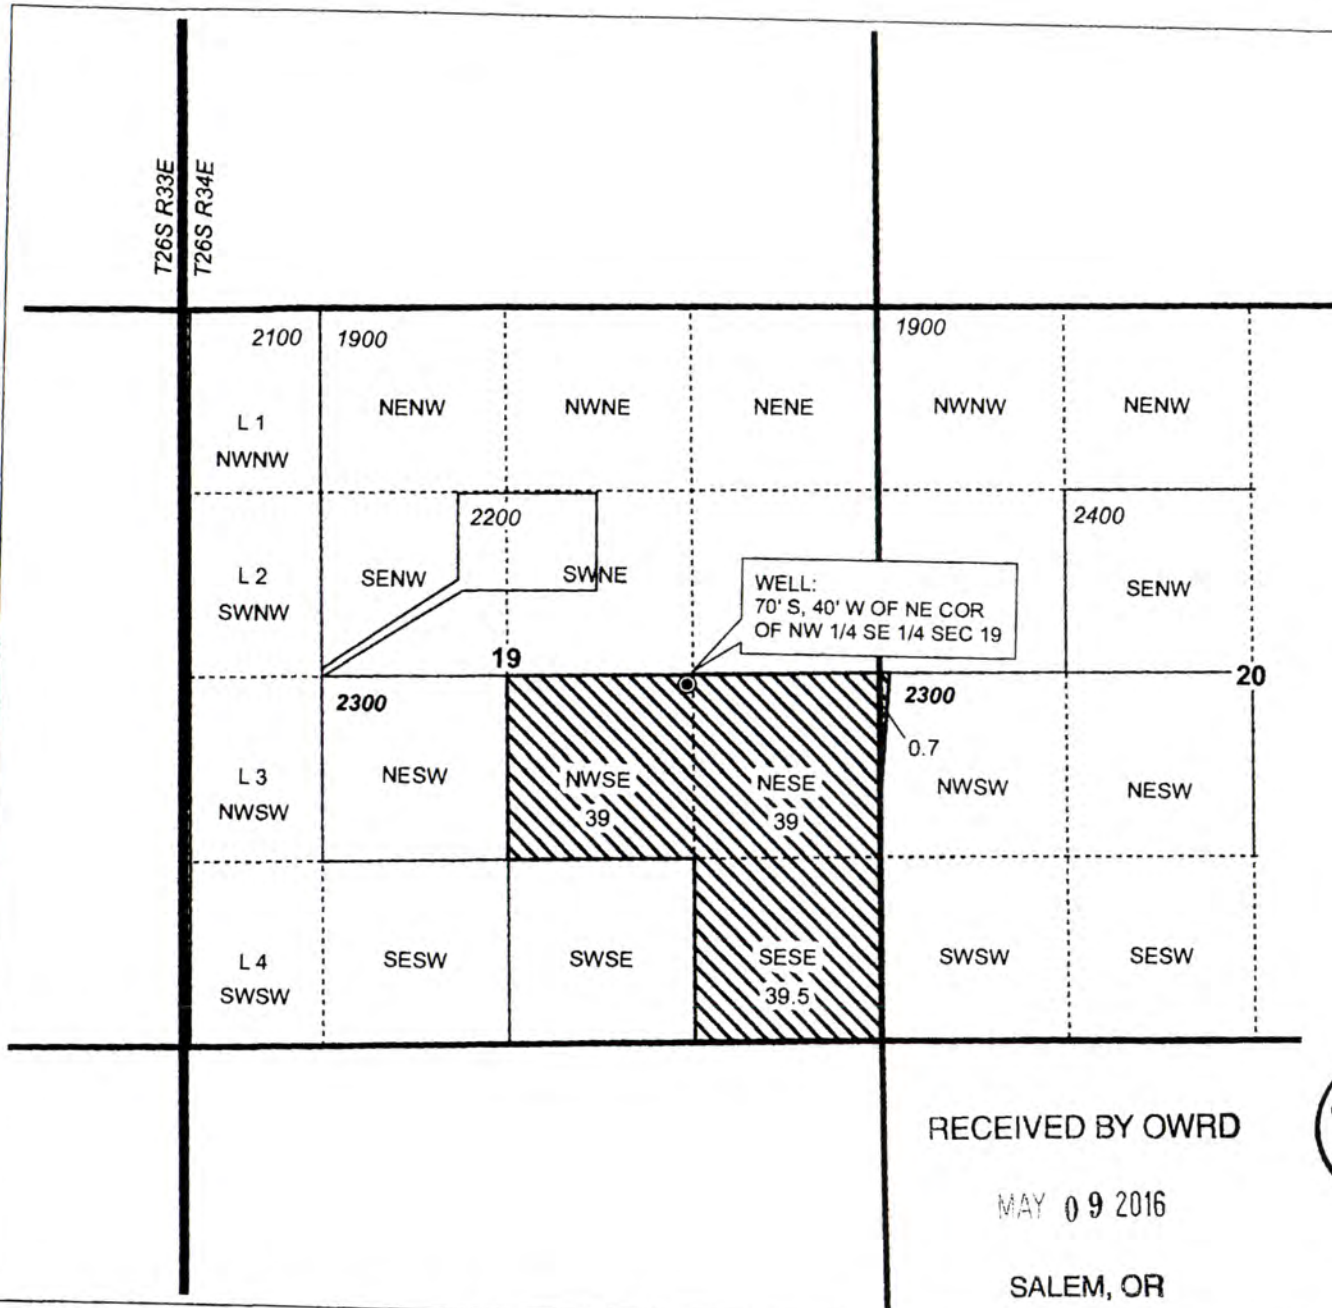 T26S R33E
T26S R34E
2100 1900 1900
L 1
NWNW
NENW NWNE NENE NWNW NENW
2200 2400
L 2
SWNW
SENW SWNE SENW
WELL:
70' S, 40' W OF NE COR
OF NW 1/4 SE 1/4 SEC 19
19 20
2300 2300
0.7
L 3
NWSW
NESW NWSE NESE NWSW NESW
39 39
L 4
SWSW
SESW SWSE SESE SWSW SESW
39.5
RECEIVED BY OWRD
MAY 09 2016
SALEM, OR